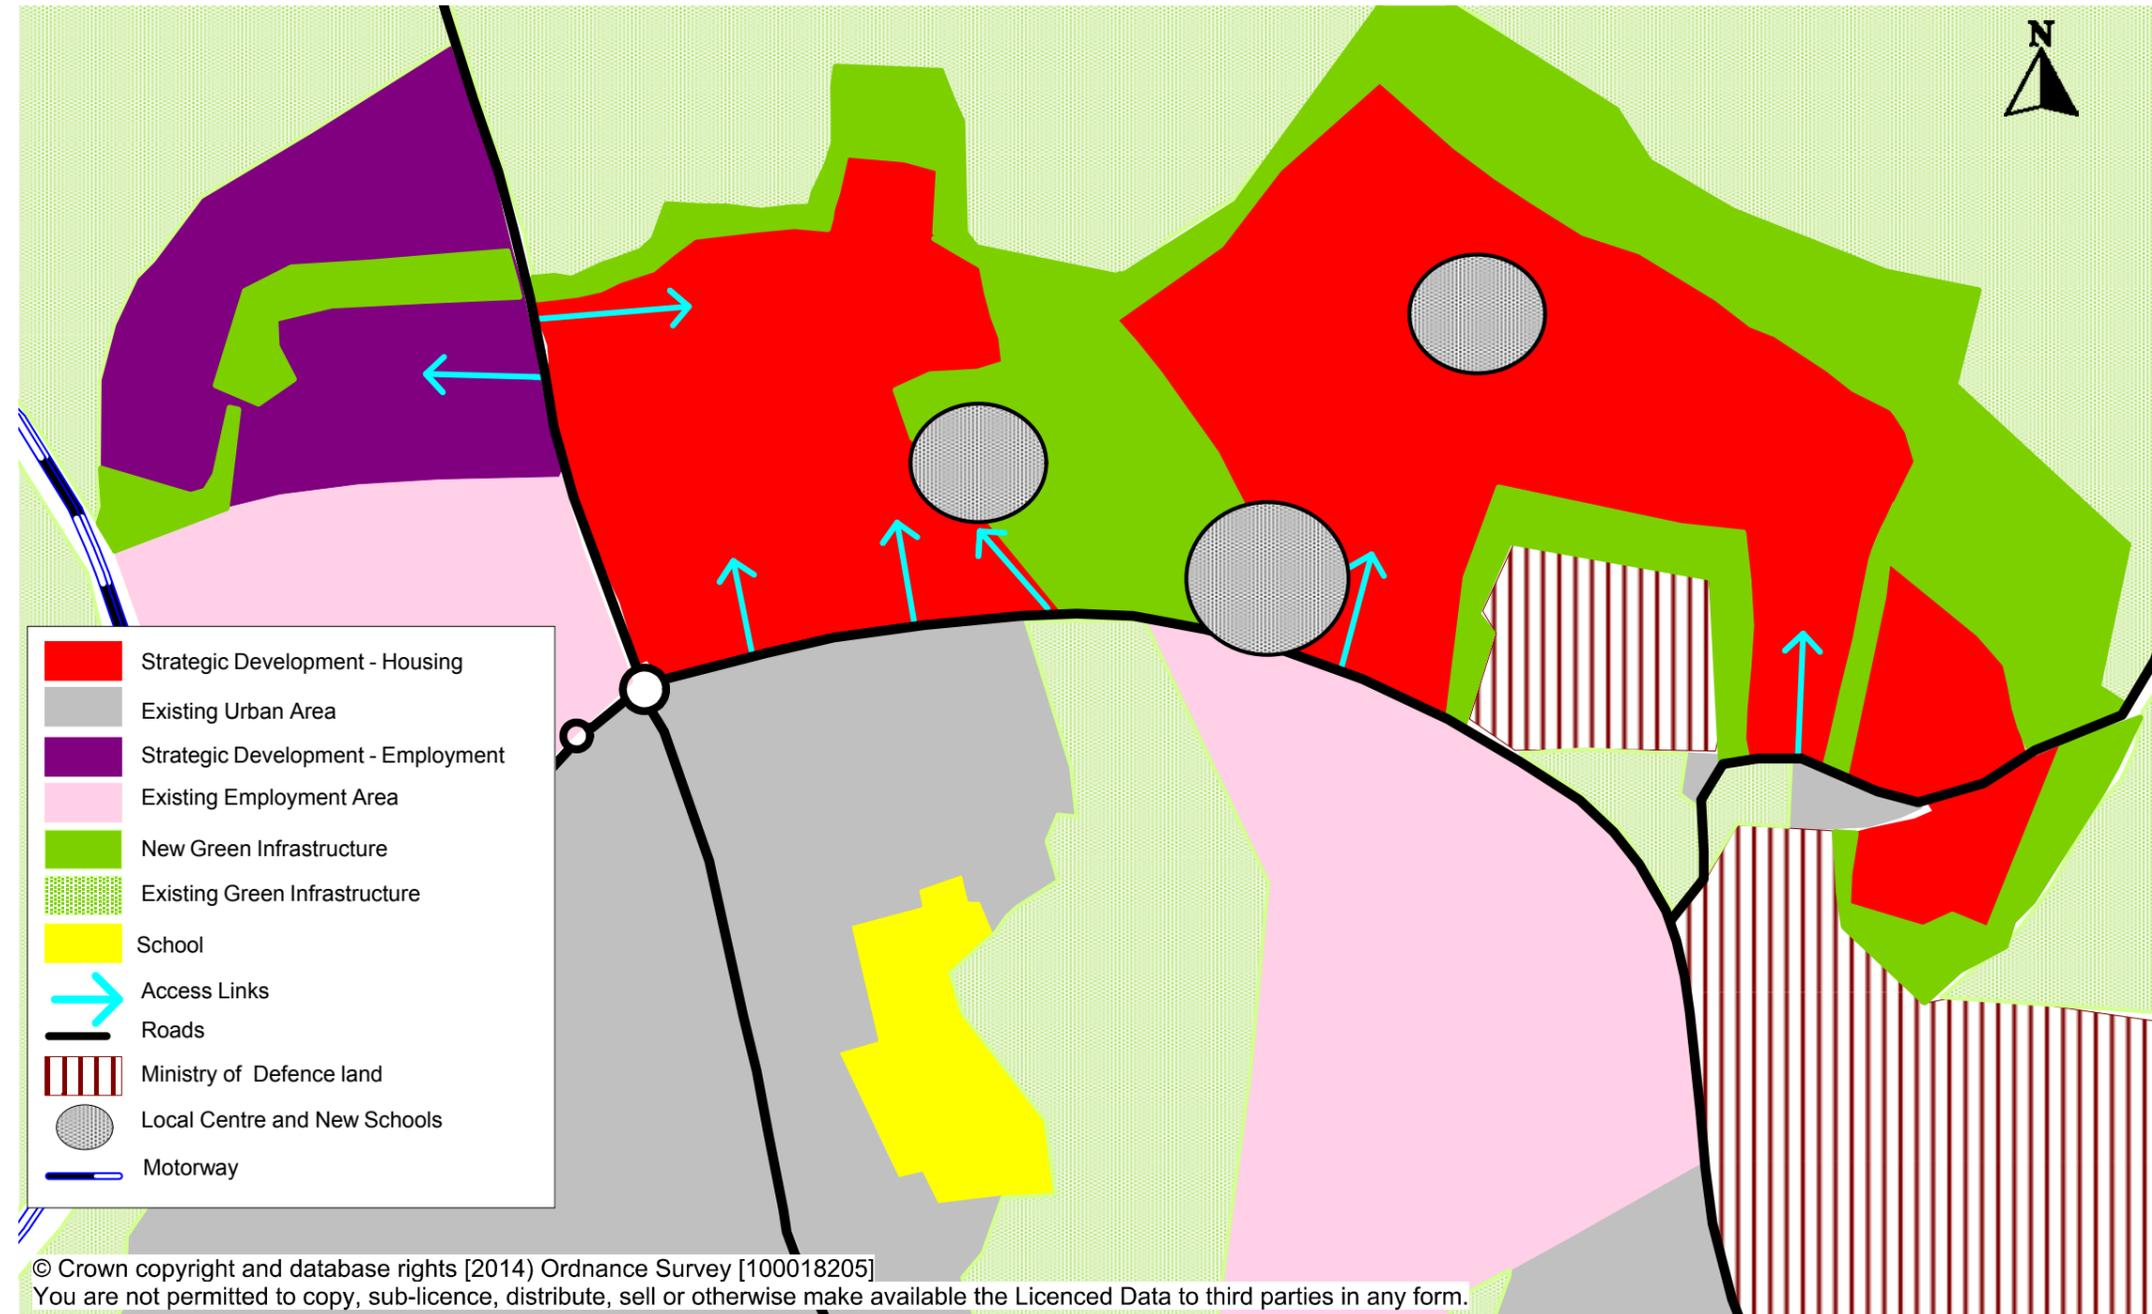 N
Strategic Development - Housing
Existing Urban Area
Strategic Development - Employment
Existing Employment Area
New Green Infrastructure
Existing Green Infrastructure
School
Access Links
Roads
Ministry of Defence land
Local Centre and New Schools
Motorway
© Crown copyright and database rights [2014) Ordnance Survey [100018205]
You are not permitted to copy, sub-licence, distribute, sell or otherwise make available the Licenced Data to third parties in any form.